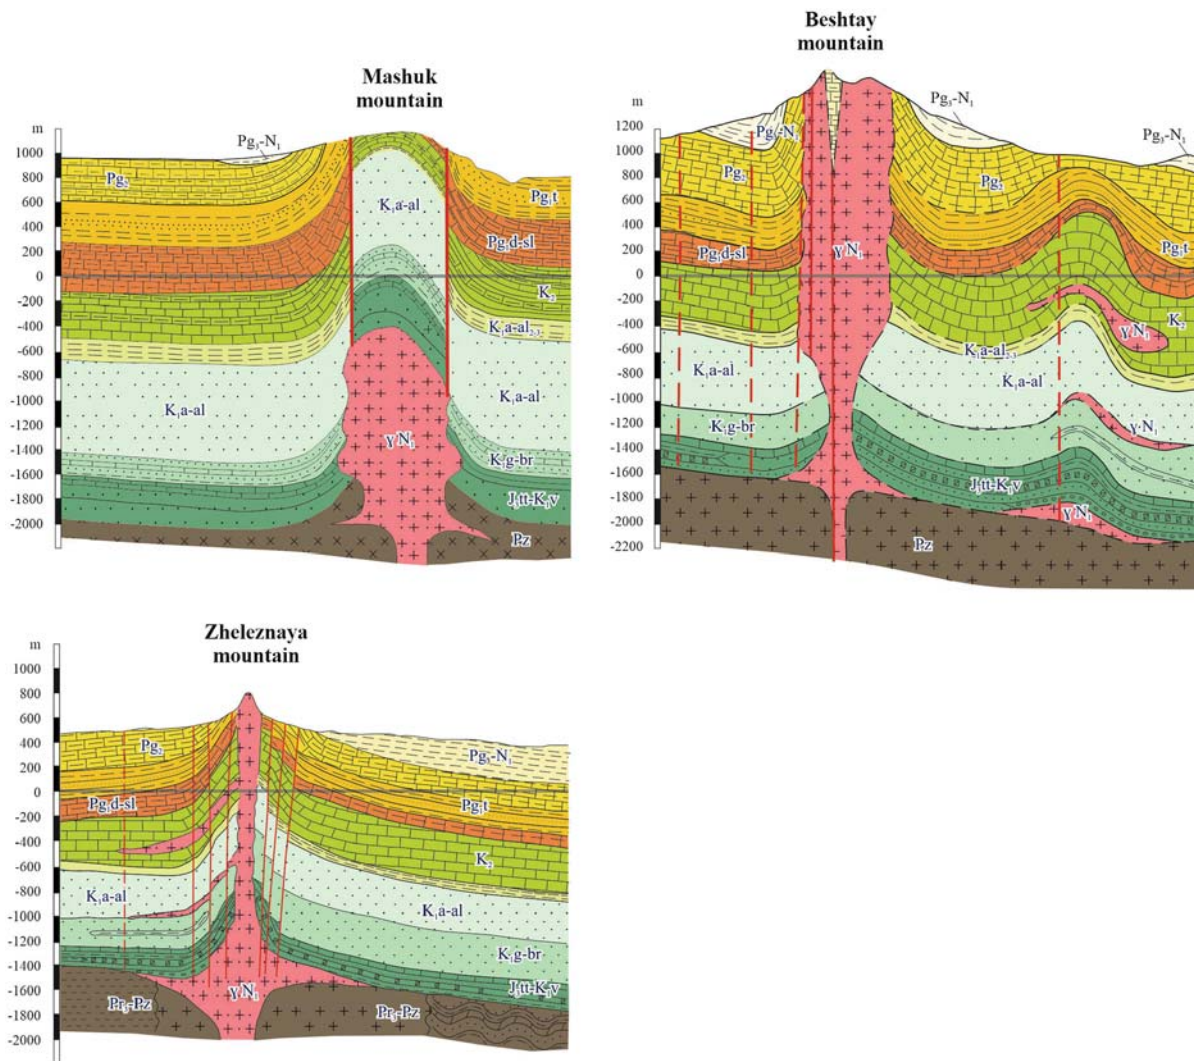 Mashuk
mountain
m
1000
800
600
400
200
0
-200
-400
-600
-800
-1000
-1200
-1400
-1600
-1800
-2000
Pg₃-N₁
Pg₂
K₁a-al
Pg₁t
Pg₁d-sl
K₂
K₁a-al₂₋₃
K₁a-al
K₁a-al
γN₁
K₁g-br
J₃tt-K₁v
Pz
Beshtay
mountain
m
1200
1000
800
600
400
200
0
-200
-400
-600
-800
-1000
-1200
-1400
-1600
-1800
-2000
-2200
Pg₃-N₁
Pg₃-N₁
Pg₃-N₁
Pg₂
Pg₂
Pg₁d-sl
γN₁
Pg₁t
K₂
γN₁
K₁a-al₂₋₃
K₁a-al
K₁a-al
K₁g-br
γN₁
J₃tt-K₁v
γN₁
Pz
Zheleznaya
mountain
m
1000
800
600
400
200
0
-200
-400
-600
-800
-1000
-1200
-1400
-1600
-1800
-2000
Pg₂
Pg₃-N₁
Pg₁d-sl
Pg₁t
K₂
K₁a-al
K₁a-al
K₁g-br
J₃tt-K₁v
γN₁
Pr₃-Pz
Pr₃-Pz